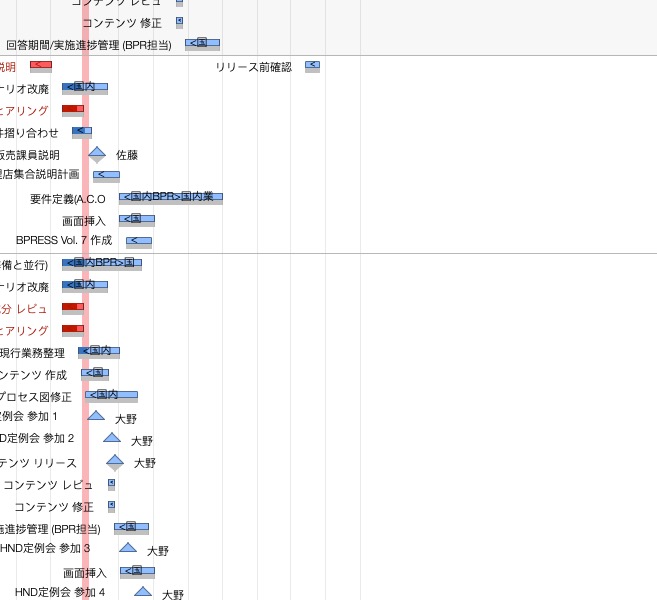 コンテンツ レビュ
コンテンツ 修正
回答期間/実施進捗管理 (BPR担当) <国
説明 < リリース前確認 <
ナリオ改廃 <国内
ヒアリング
件摺り合わせ <
販売課員説明 佐藤
理店集合説明計画 <
要件定義(A.C.O <国内BPR>国内業
画面挿入 <国
BPRESS Vol. 7 作成 <
備と並行) <国内BPR>国
ナリオ改廃 <国内
分 レビュ
ヒアリング
現行業務整理 <国内
ンテンツ 作成 <国
プロセス図修正 <国内
定例会 参加 1 大野
D定例会 参加 2 大野
テンツ リリース 大野
コンテンツ レビュ
コンテンツ 修正
施進捗管理 (BPR担当) <国
HND定例会 参加 3 大野
画面挿入 <国
HND定例会 参加 4 大野